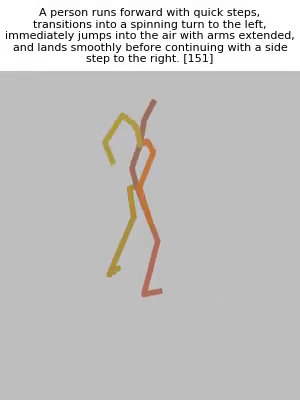 A person runs forward with quick steps,
transitions into a spinning turn to the left,
immediately jumps into the air with arms extended,
and lands smoothly before continuing with a side
step to the right. [151]